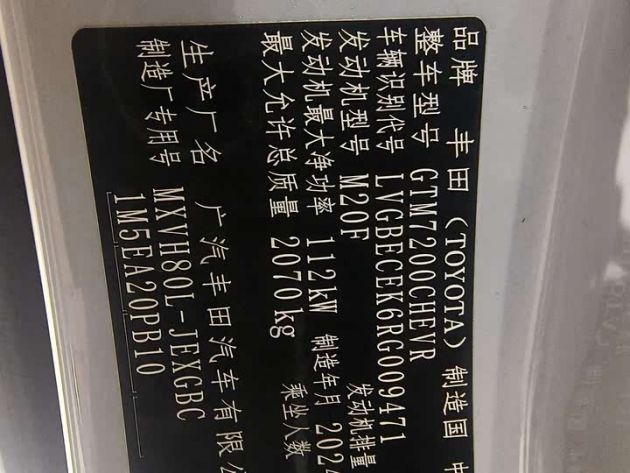 品牌 丰田 (TOYOTA) 制造国
整车型号 GTM7200CHEVR
车辆识别代号 LVGBECEK6RG009471
发动机型号 M20F 发动机排量
发动机最大净功率 112kW 制造年月 2024
最大允许总质量 2070kg 乘坐人数
生产厂名 广汽丰田汽车有限
制造厂专用号 MXVH80L-JEXGBC
1M5EA20PB10